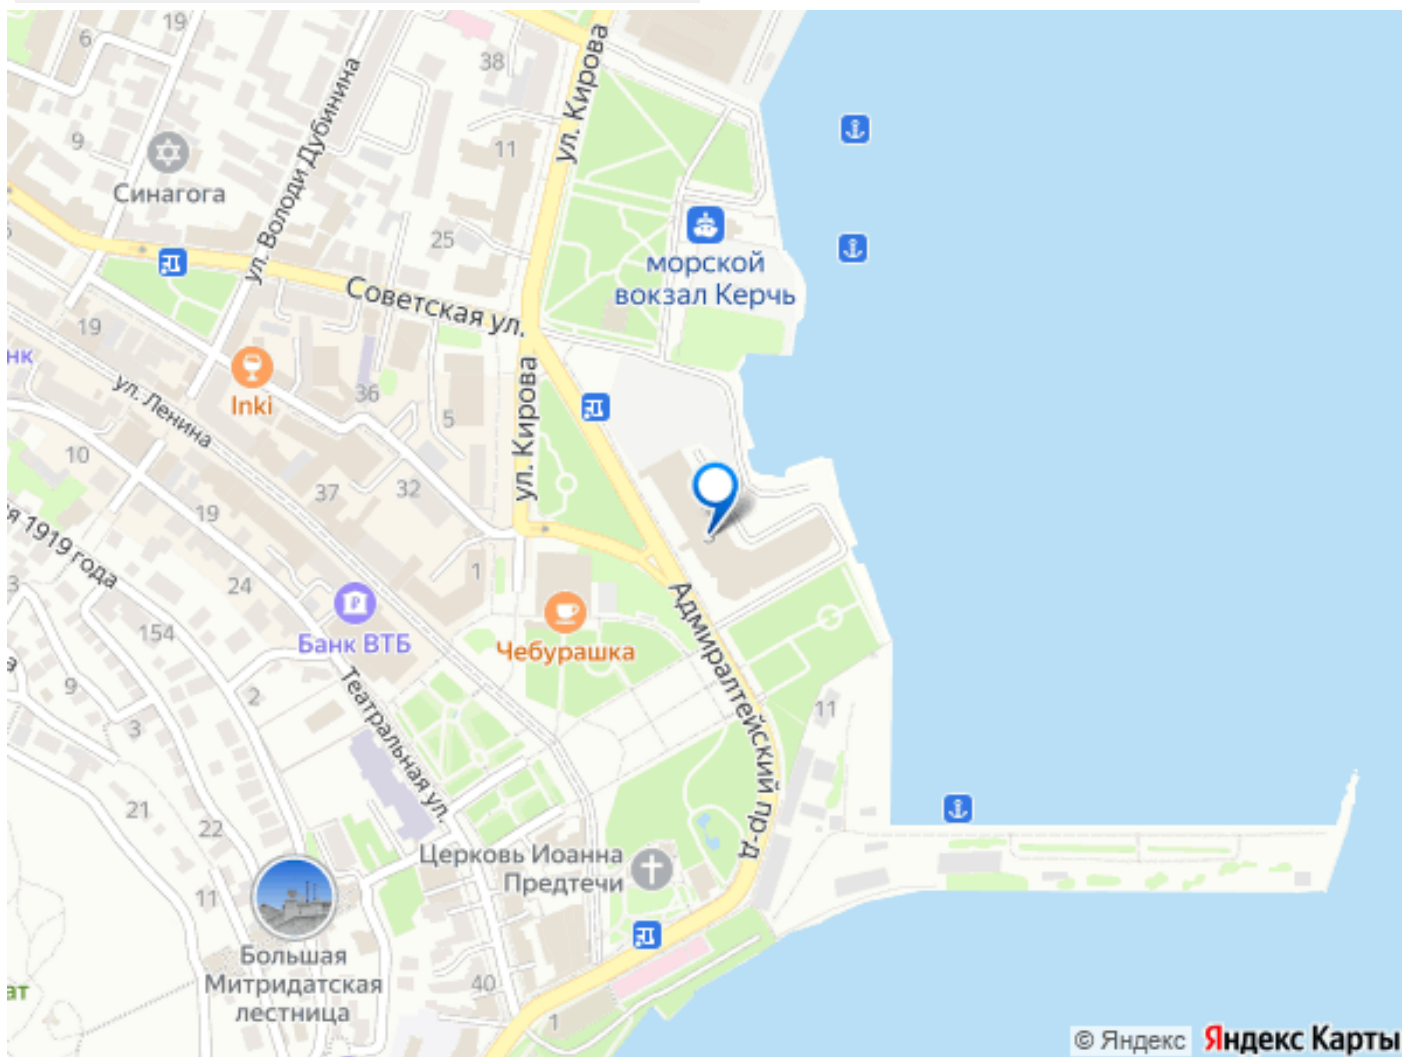 19
6
38
ул. Кирова
ул. Володи Дубинина
9
11
Синагога
25
морской
вокзал Керчь
Советская ул.
19
нк
Inki
36
5
ул. Ленина
ул. Кирова
10
37
32
19
я 1919 года
24
1
3
Адмиралтейский пр-д
154
Банк ВТБ
Чебурашка
9
2
3
11
Театральная ул.
21
22
Церковь Иоанна
Предтечи
11
Большая
Митридатская
лестница
40
ат
1
© Яндекс Яндекс Карты